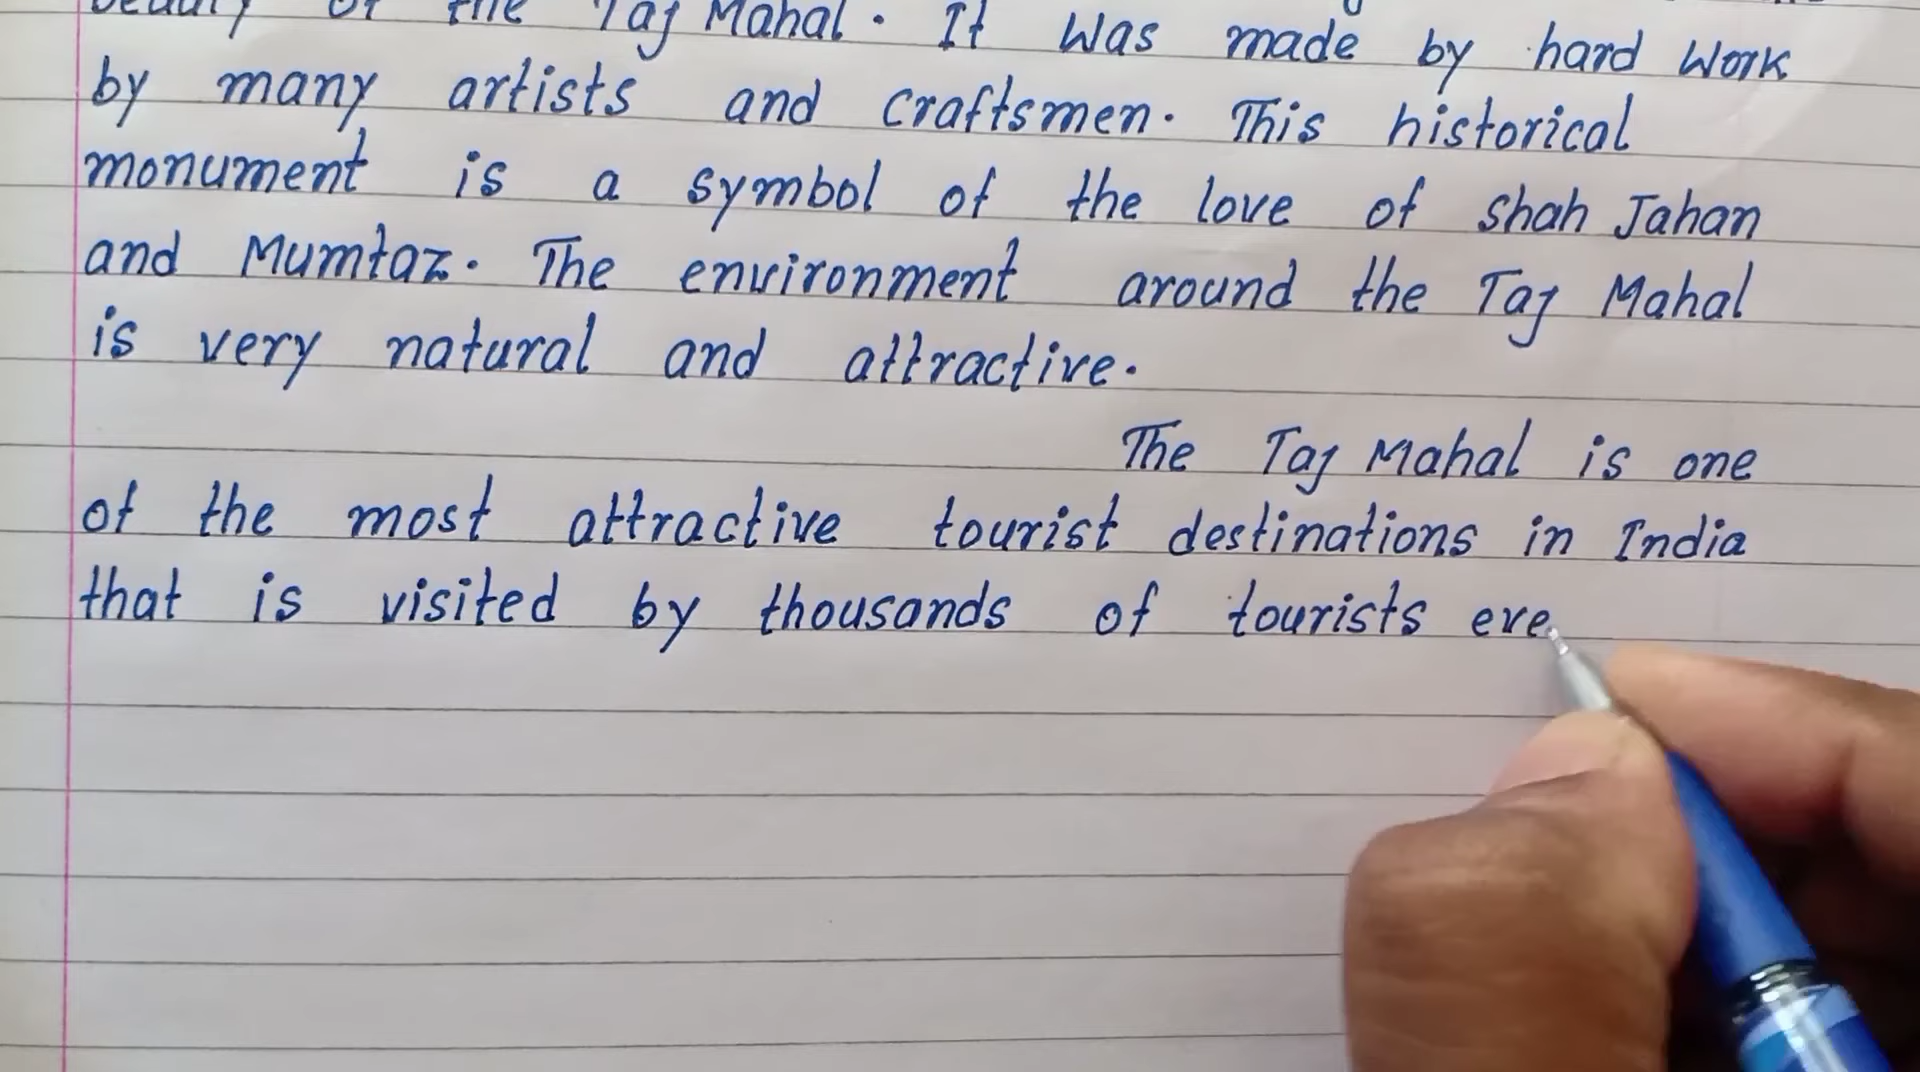 beauty of the Taj Mahal. It was made by hard work
by many artists and craftsmen. This historical
monument is a symbol of the love of shah Jahan
and Mumtaz. The environment around the Taj Mahal
is very natural and attractive.
The Taj Mahal is one
of the most attractive tourist destinations in India
that is visited by thousands of tourists eve